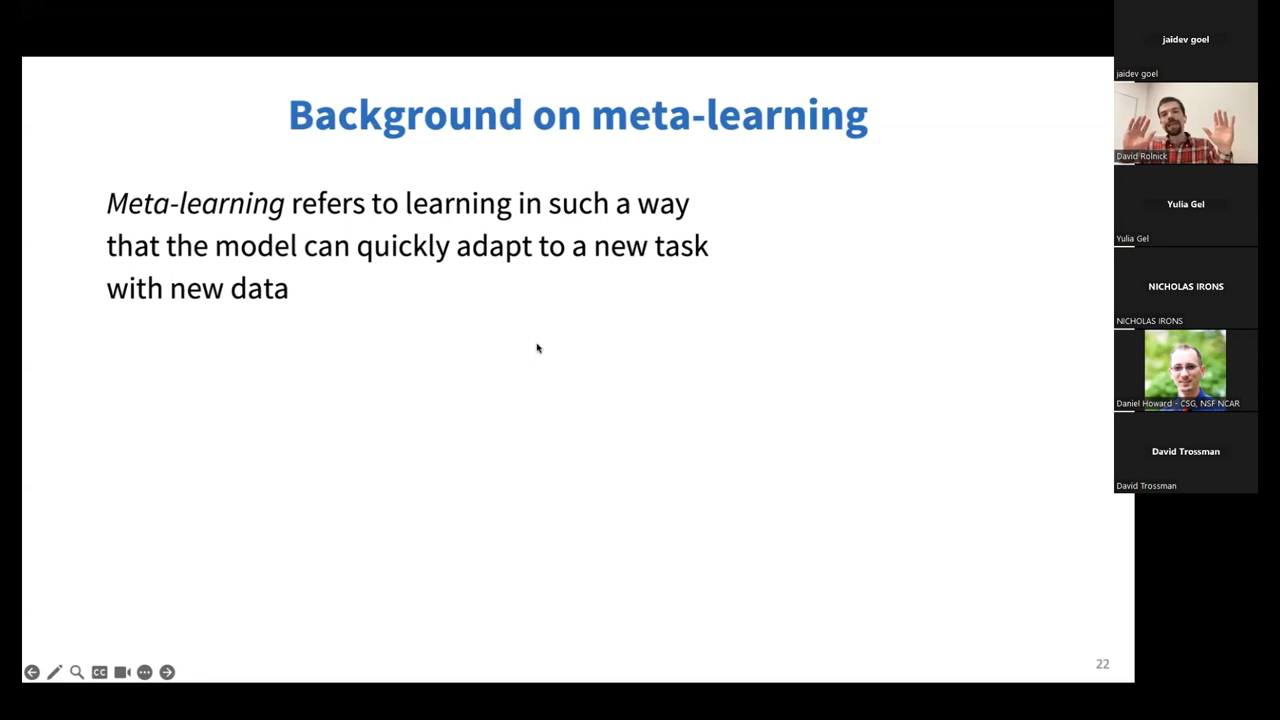 Background on meta-learning
Meta-learning refers to learning in such a way
that the model can quickly adapt to a new task
with new data
CC
22
jaidev goel
jaidev goel
David Rolnick
Yulia Gel
Yulia Gel
NICHOLAS IRONS
NICHOLAS IRONS
Daniel Howard - CSG, NSF NCAR
David Trossman
David Trossman